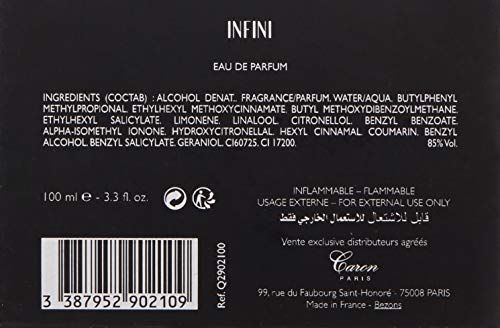 INFINI
EAU DE PARFUM
INGREDIENTS (COCTAB) : ALCOHOL DENAT.. FRAGRANCE/PARFUM. WATER/AQUA. BUTYLPHENYL
METHYLPROPIONAL. ETHYLHEXYL METHOXYCINNAMATE. BUTYL METHOXYDIBENZOYLMETHANE.
ETHYLHEXYL SALICYLATE. LIMONENE. LINALOOL. CITRONELLOL. BENZYL BENZOATE.
ALPHA-ISOMETHYL IONONE. HYDROXYCITRONELLAL. HEXYL CINNAMAL. COUMARIN. BENZYL
ALCOHOL. BENZYL SALICYLATE. GERANIOL. CI60725. CI 17200. 85% Vol.
100 ml e - 3.3 fl. oz.
INFLAMMABLE – FLAMMABLE
USAGE EXTERNE – FOR EXTERNAL USE ONLY
قابل للاشتعال للاستعمال الخارجي فقط
Vente exclusive distributeurs agréés
Caron
PARIS
99, rue du Faubourg Saint-Honoré - 75008 PARIS
Made in France - Bezons
3 387952 902109
Ref. Q2902100